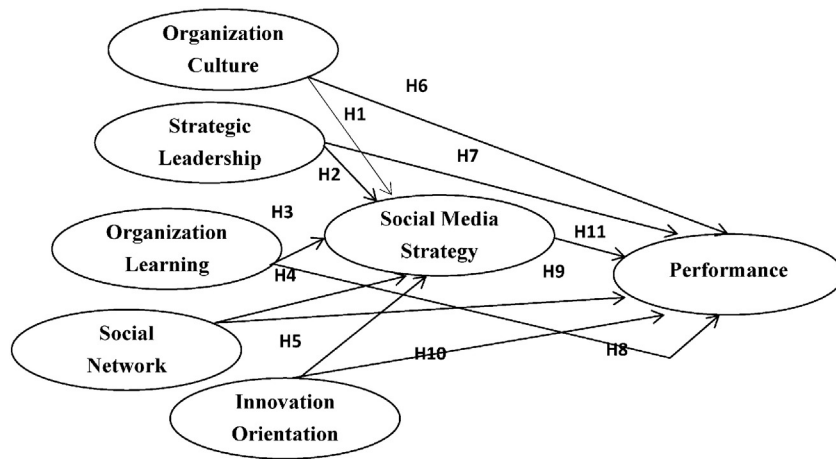 Organization
Culture
H6
H1
Strategic
Leadership
H7
H2
H3
Social Media
Strategy
H11
Organization
Learning
H4
H9
Performance
Social
Network
H5
H10
H8
Innovation
Orientation